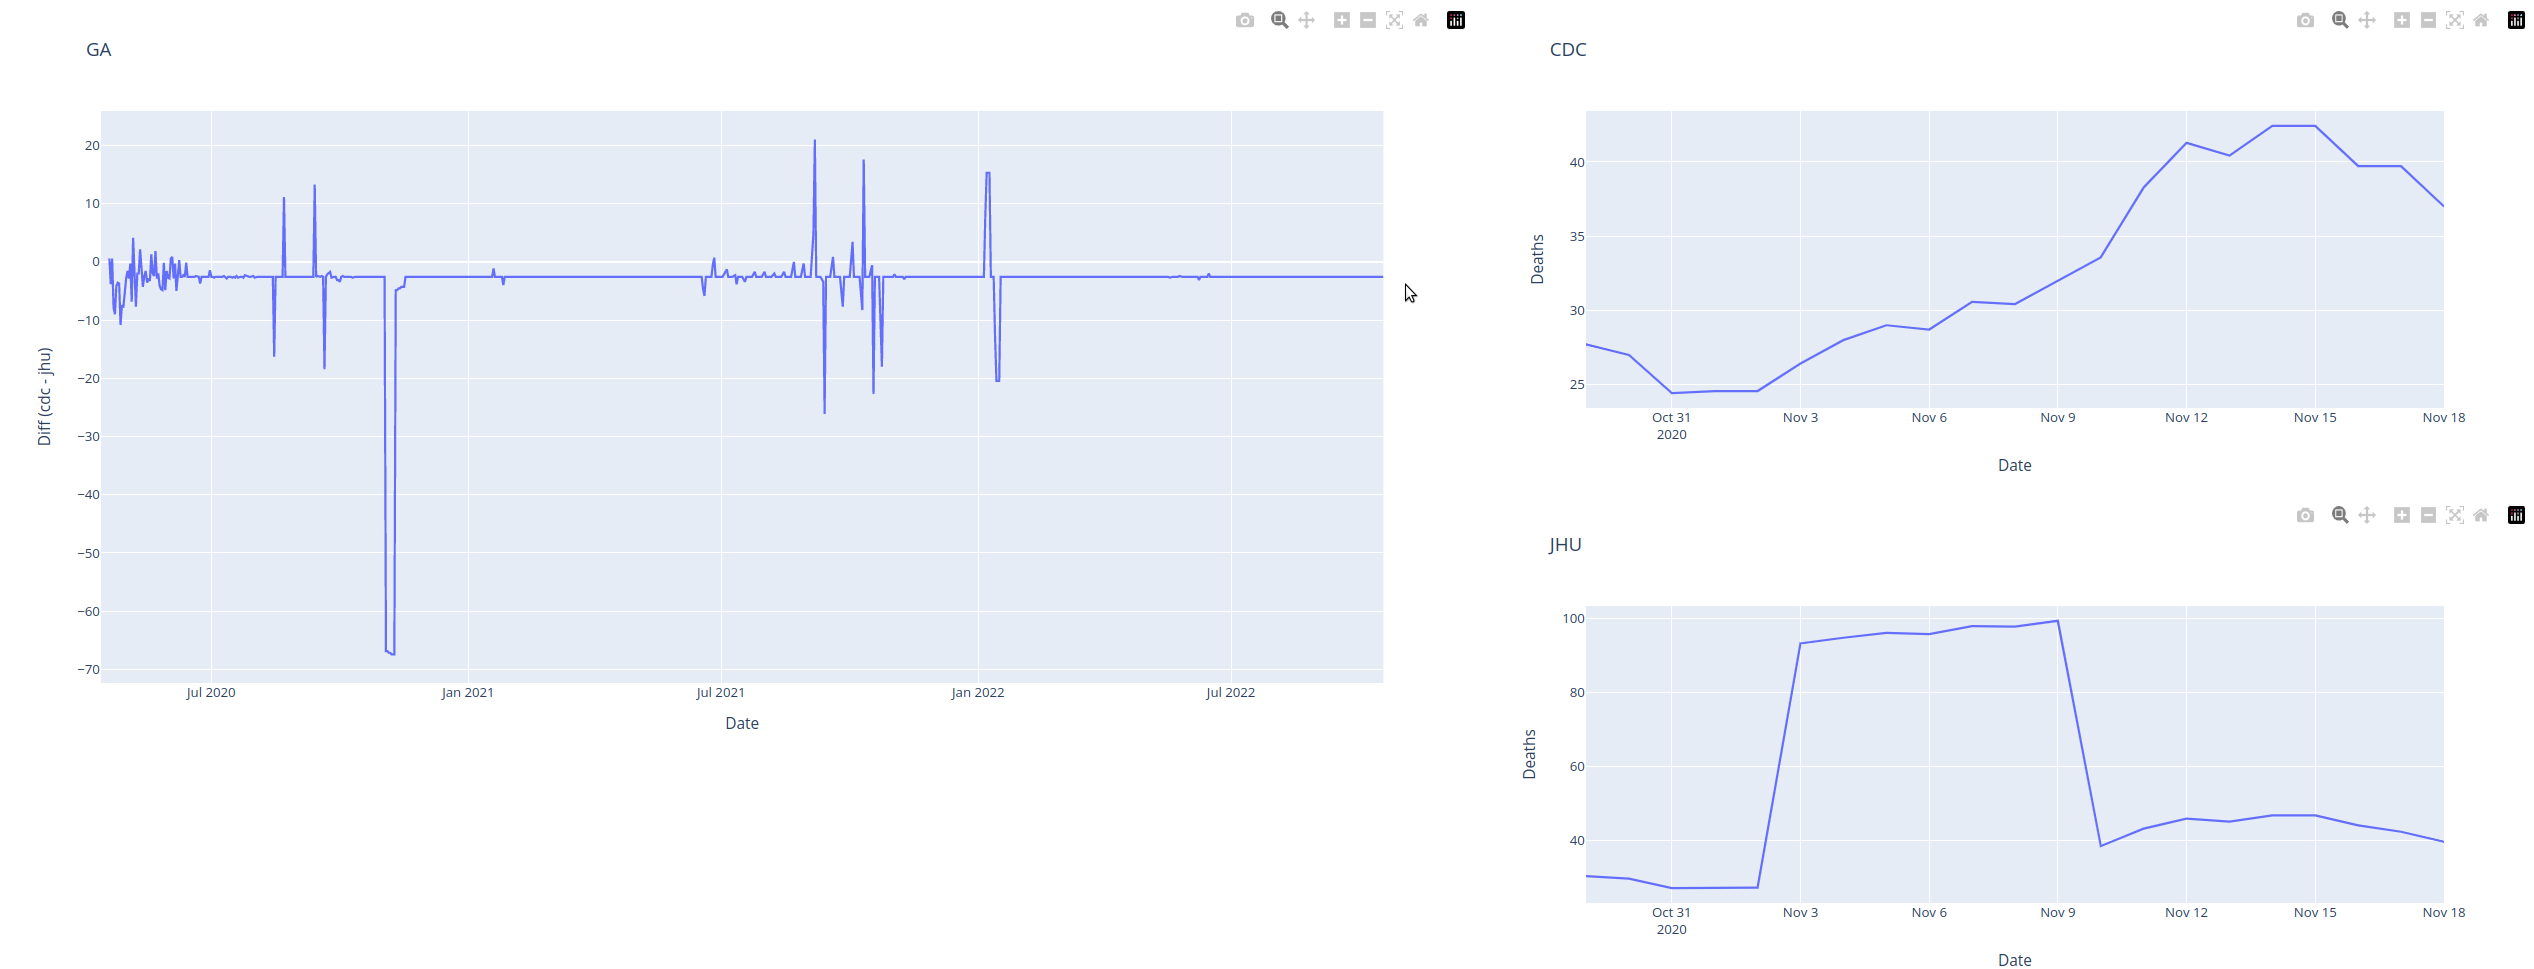 GA
20
10
0
−10
−20
−30
−40
−50
−60
−70
Diff (cdc - jhu)
Jul 2020 Jan 2021 Jul 2021 Jan 2022 Jul 2022
Date
CDC
40
35
30
25
Deaths
Oct 31 Nov 3 Nov 6 Nov 9 Nov 12 Nov 15 Nov 18
2020
Date
JHU
100
80
60
40
Deaths
Oct 31 Nov 3 Nov 6 Nov 9 Nov 12 Nov 15 Nov 18
2020
Date